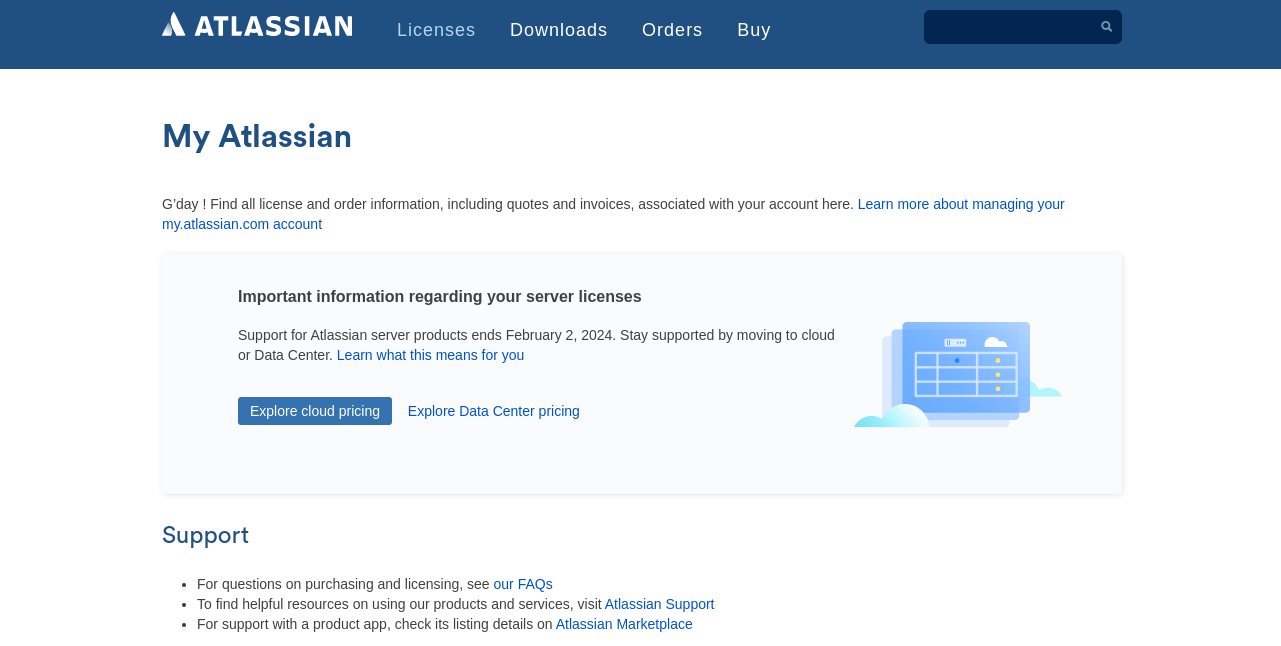 ATLASSIAN Licenses Downloads Orders Buy
My Atlassian
G'day ! Find all license and order information, including quotes and invoices, associated with your account here. Learn more about managing your
my.atlassian.com account
Important information regarding your server licenses
Support for Atlassian server products ends February 2, 2024. Stay supported by moving to cloud
or Data Center. Learn what this means for you
Explore cloud pricing Explore Data Center pricing
Support
• For questions on purchasing and licensing, see our FAQs
• To find helpful resources on using our products and services, visit Atlassian Support
• For support with a product app, check its listing details on Atlassian Marketplace